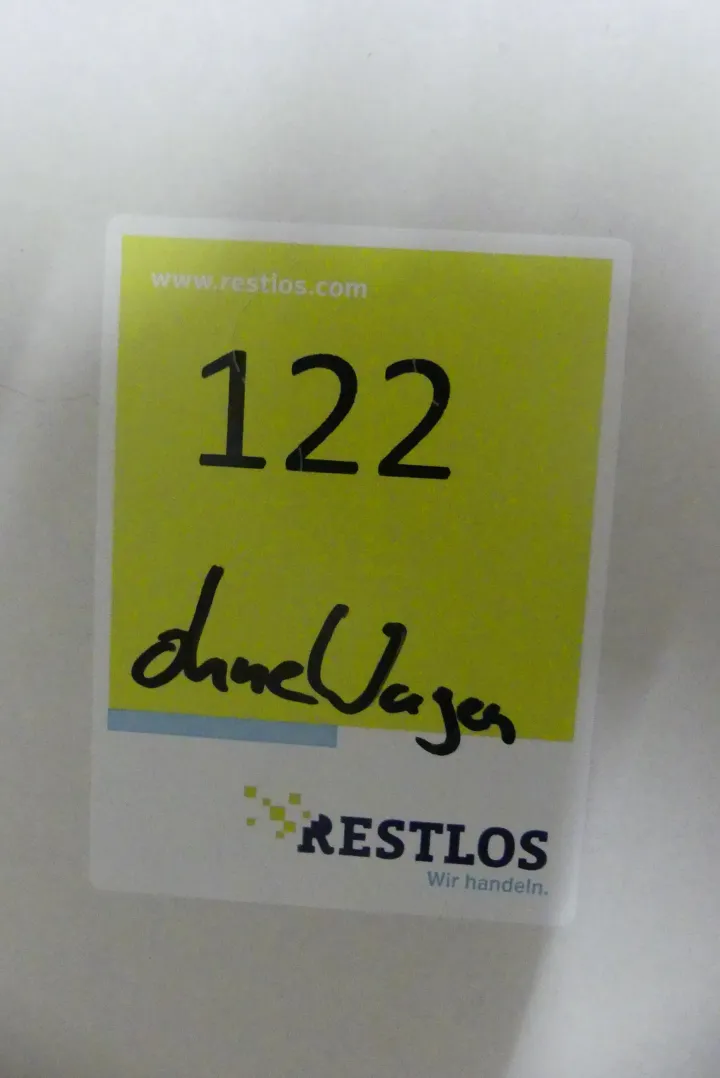 www.restlos.com
122
ohne Wagen
RESTLOS
Wir handeln.